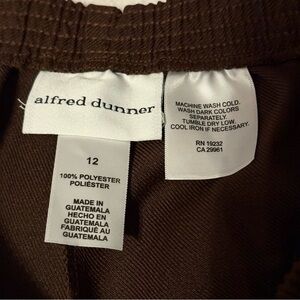 alfred dunner
12
100% POLYESTER
POLIÉSTER
MADE IN
GUATEMALA
HECHO EN
GUATEMALA
FABRIQUÉ AU
GUATEMALA
MACHINE WASH COLD.
WASH DARK COLORS
SEPARATELY.
TUMBLE DRY LOW.
COOL IRON IF NECESSARY.
RN 19232
CA 29961